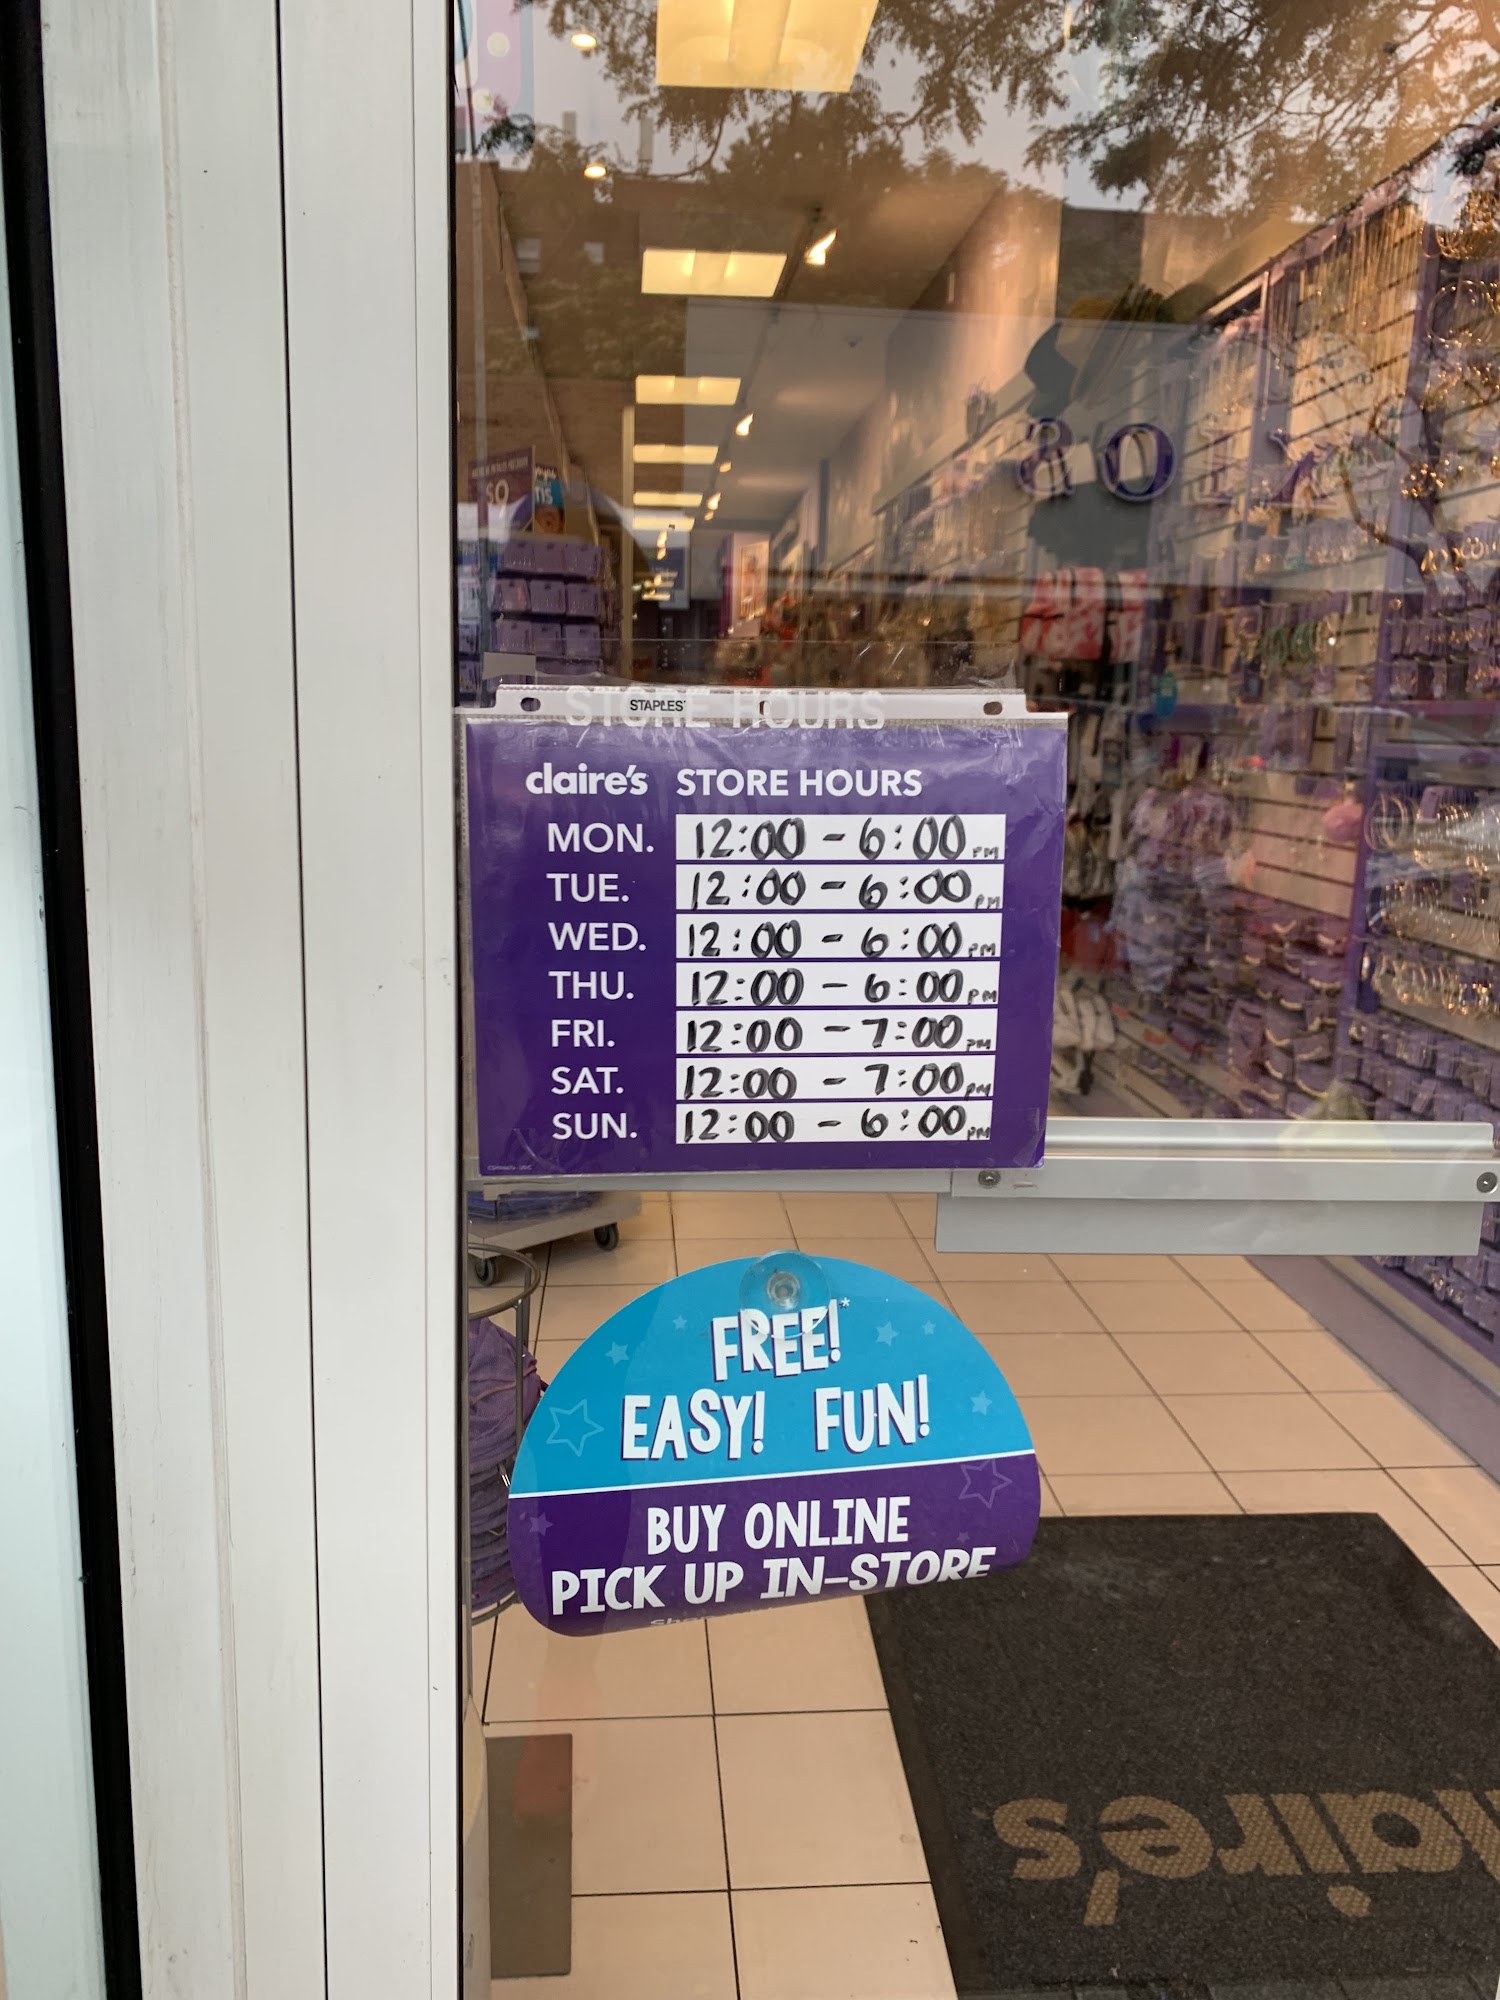 STAPLES
STORE HOURS
claire's STORE HOURS
MON. 12:00 - 6:00 PM
TUE. 12:00 - 6:00 PM
WED. 12:00 - 6:00 PM
THU. 12:00 - 6:00 PM
FRI. 12:00 - 7:00 PM
SAT. 12:00 - 7:00 PM
SUN. 12:00 - 6:00 PM
FREE!*
EASY! FUN!
BUY ONLINE
PICK UP IN-STORE
claire's